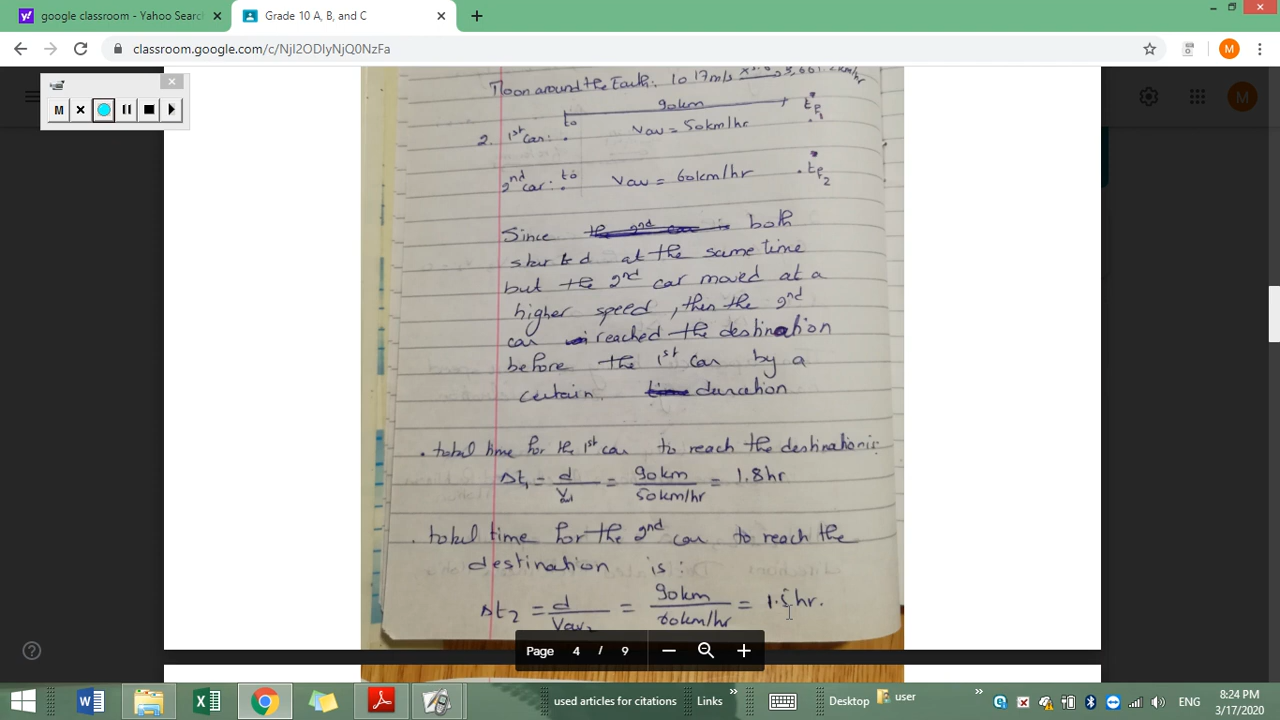 google classroom - Yahoo Searc
Grade 10 A, B, and C
classroom.google.com/c/NjI2ODIyNjQ0NzFa
M
M
M
Moon around the Earth: 1017m/s
90km
2. 1st car: to Vav = 50km/hr tf1
2nd car: to Vav = 60km/hr tf2
Since both
started at the same time
but the 2nd car moved at a
higher speed, then the 2nd
car reached the destination
before the 1st car by a
certain duration
. total time for the 1st car to reach the destination is:
Δt1 = d/Vav1 = 90km/50km/hr = 1.8hr
. total time for the 2nd car to reach the
destination is:
Δt2 = d/Vav2 = 90km/60km/hr = 1.5hr.
Page 4 / 9
used articles for citations Links » Desktop user » ENG
8:24 PM
3/17/2020